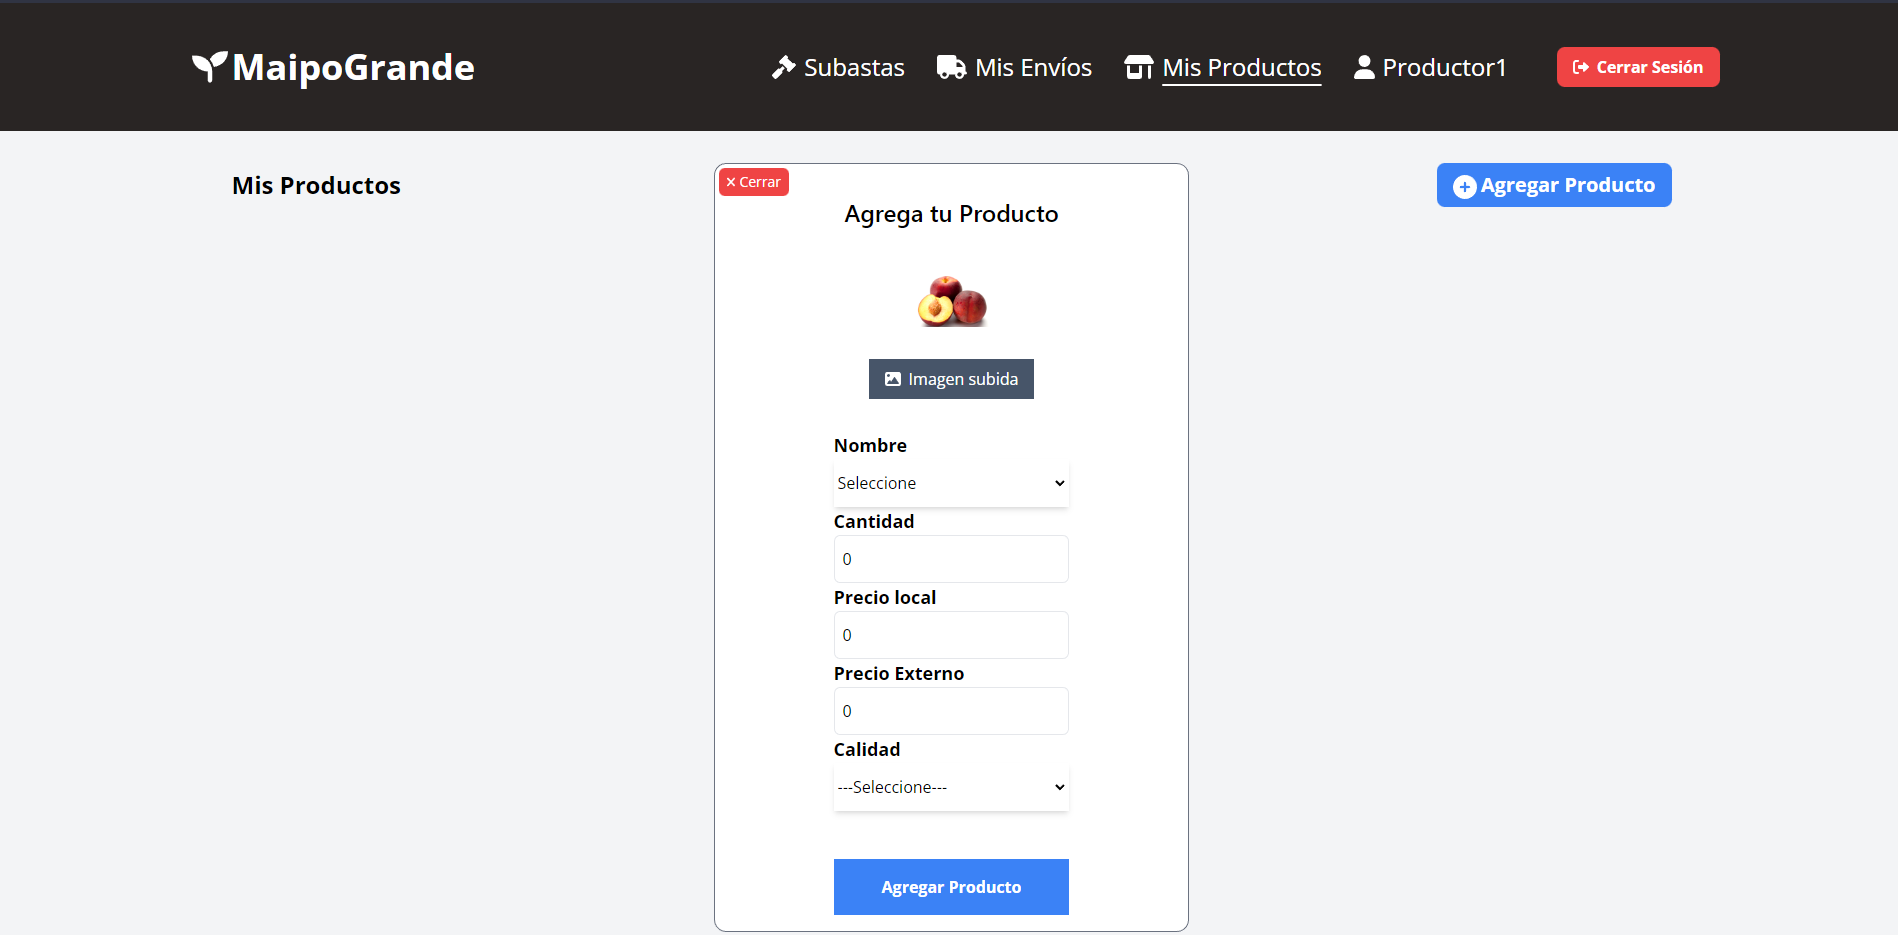 MaipoGrande
Subastas
Mis Envíos
Mis Productos
Productor1
Cerrar Sesión
Mis Productos
Cerrar
Agregar Producto
Agrega tu Producto
Imagen subida
Nombre
Seleccione
Cantidad
0
Precio local
0
Precio Externo
0
Calidad
---Seleccione---
Agregar Producto